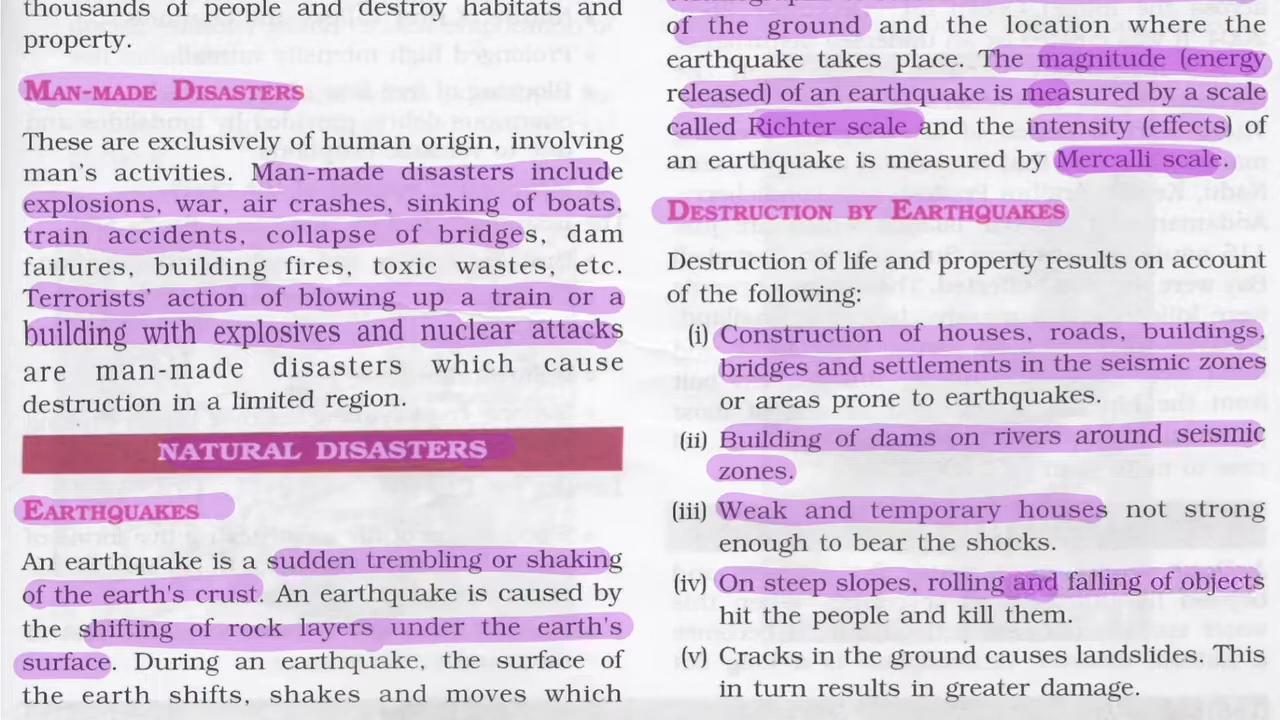 thousands of people and destroy habitats and
property.
MAN-MADE DISASTERS
These are exclusively of human origin, involving
man's activities. Man-made disasters include
explosions, war, air crashes, sinking of boats,
train accidents, collapse of bridges, dam
failures, building fires, toxic wastes, etc.
Terrorists' action of blowing up a train or a
building with explosives and nuclear attacks
are man-made disasters which cause
destruction in a limited region.
NATURAL DISASTERS
EARTHQUAKES
An earthquake is a sudden trembling or shaking
of the earth's crust. An earthquake is caused by
the shifting of rock layers under the earth's
surface. During an earthquake, the surface of
the earth shifts, shakes and moves which
of the ground and the location where the
earthquake takes place. The magnitude (energy
released) of an earthquake is measured by a scale
called Richter scale and the intensity (effects) of
an earthquake is measured by Mercalli scale.
DESTRUCTION BY EARTHQUAKES
Destruction of life and property results on account
of the following:
(i) Construction of houses, roads, buildings,
bridges and settlements in the seismic zones
or areas prone to earthquakes.
(ii) Building of dams on rivers around seismic
zones.
(iii) Weak and temporary houses not strong
enough to bear the shocks.
(iv) On steep slopes, rolling and falling of objects
hit the people and kill them.
(v) Cracks in the ground causes landslides. This
in turn results in greater damage.